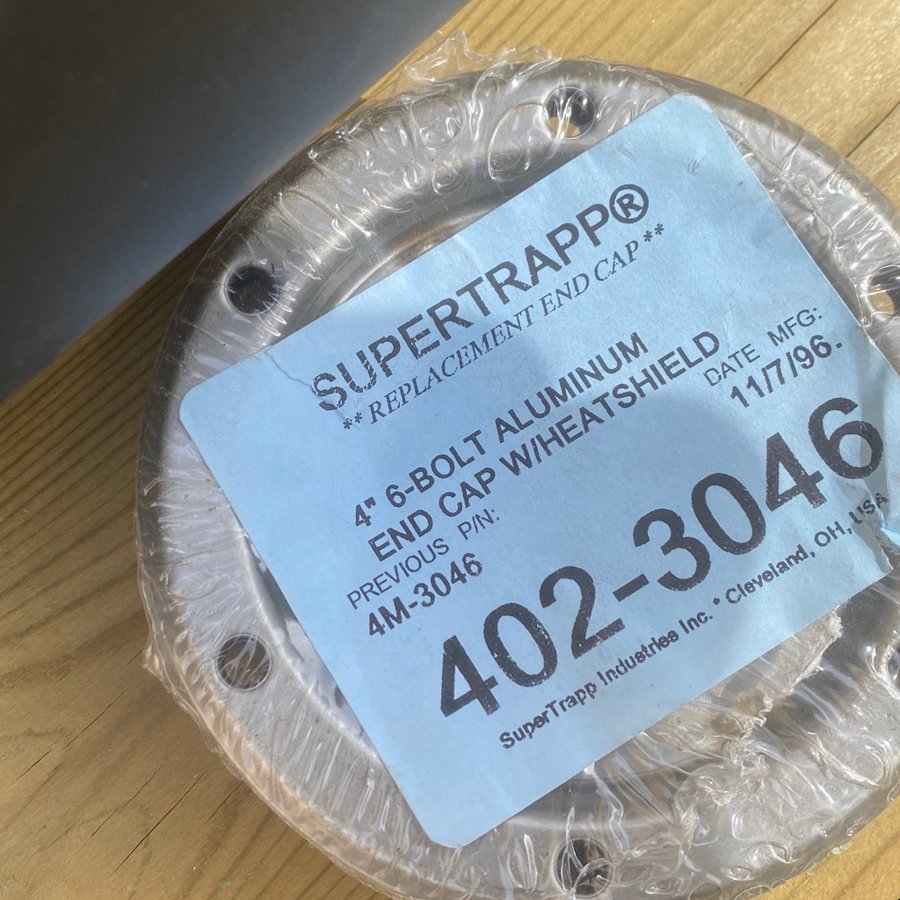 SUPERTRAPP®
** REPLACEMENT END CAP **
4" 6-BOLT ALUMINUM
END CAP W/HEATSHIELD
DATE MFG:
11/7/96.
PREVIOUS P/N:
4M-3046
402-3046
SuperTrapp Industries Inc. * Cleveland, OH, USA